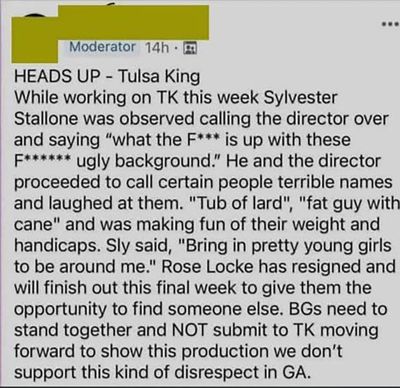 Moderator 14h ·
HEADS UP - Tulsa King
While working on TK this week Sylvester
Stallone was observed calling the director over
and saying “what the F*** is up with these
F****** ugly background.” He and the director
proceeded to call certain people terrible names
and laughed at them. "Tub of lard", "fat guy with
cane" and was making fun of their weight and
handicaps. Sly said, "Bring in pretty young girls
to be around me." Rose Locke has resigned and
will finish out this final week to give them the
opportunity to find someone else. BGs need to
stand together and NOT submit to TK moving
forward to show this production we don’t
support this kind of disrespect in GA.